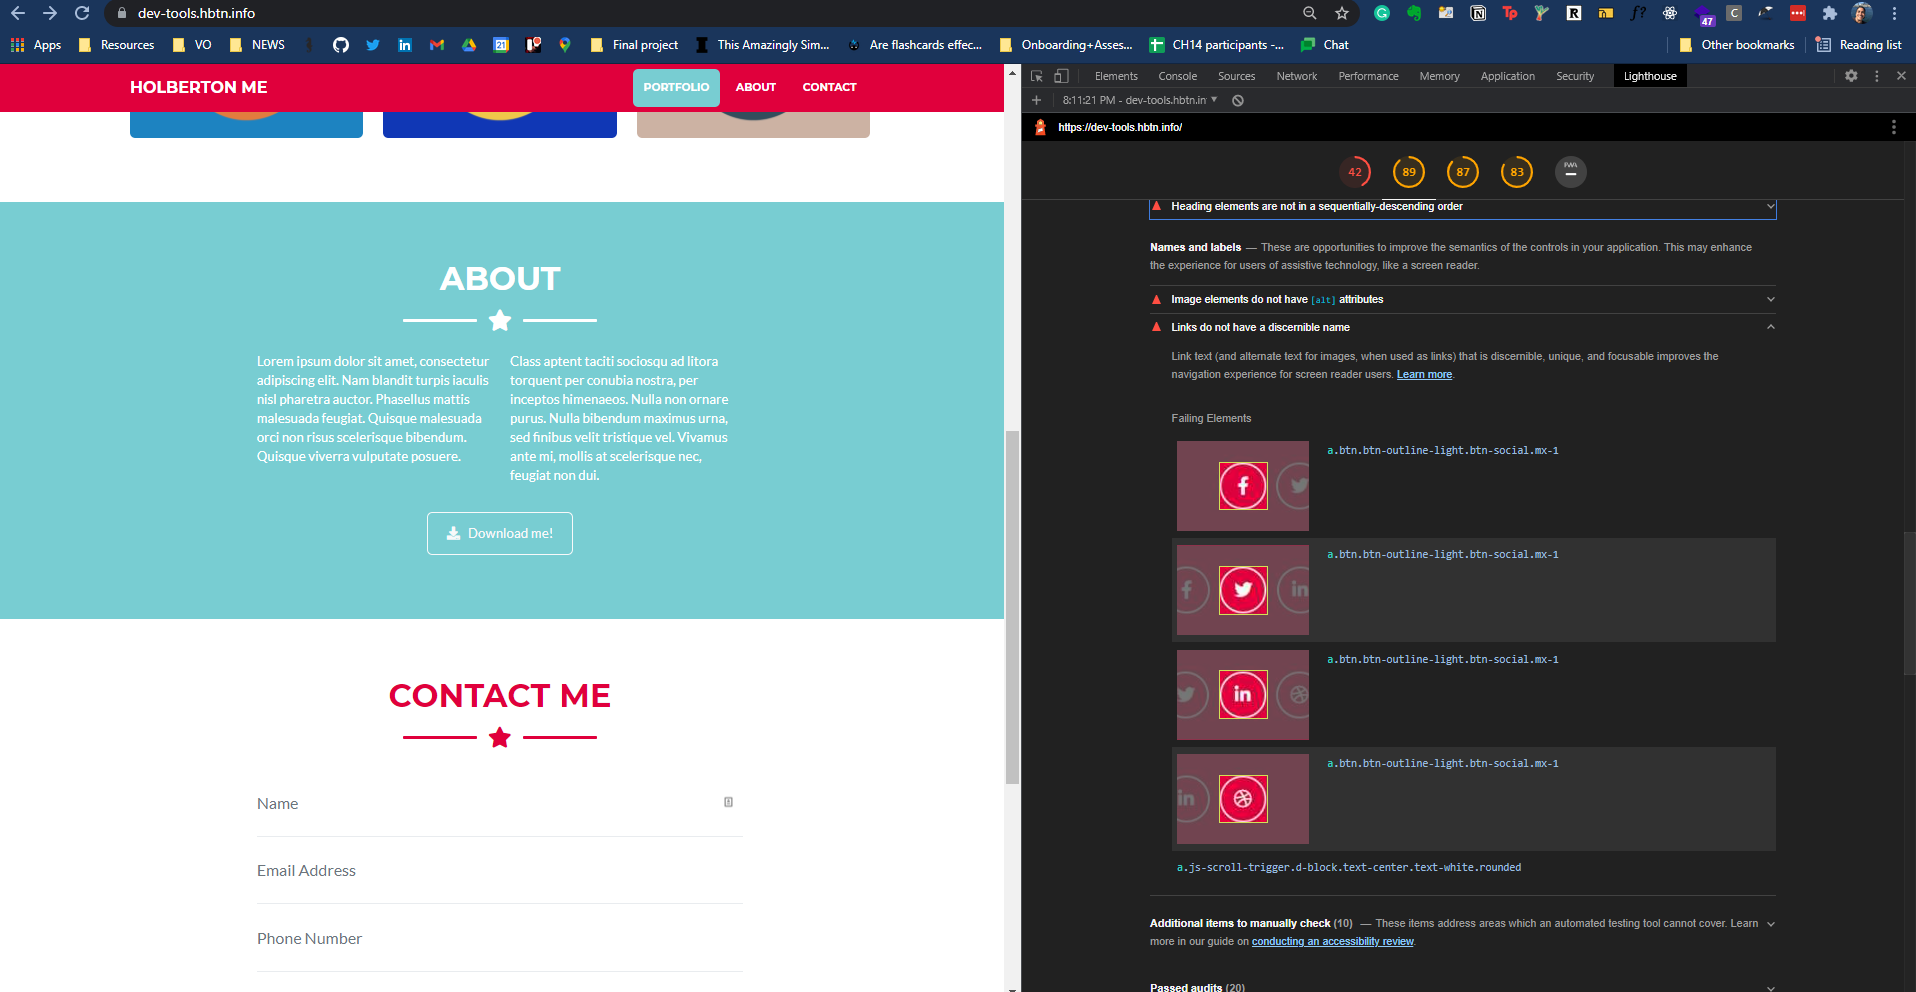 dev-tools.hbtn.info
47
Apps
Resources
VO
NEWS
Final project
This Amazingly Sim...
Are flashcards effec...
Onboarding+Asses...
CH14 participants -...
Chat
Other bookmarks
Reading list
HOLBERTON ME
PORTFOLIO
ABOUT
CONTACT
ABOUT
Lorem ipsum dolor sit amet, consectetur
adipiscing elit. Nam blandit turpis iaculis
nisl pharetra auctor. Phasellus mattis
malesuada feugiat. Quisque malesuada
orci non risus scelerisque bibendum.
Quisque viverra vulputate posuere.
Class aptent taciti sociosqu ad litora
torquent per conubia nostra, per
inceptos himenaeos. Nulla non ornare
purus. Nulla bibendum maximus urna,
sed finibus velit tristique vel. Vivamus
ante mi, mollis at scelerisque nec,
feugiat non dui.
Download me!
CONTACT ME
Name
Email Address
Phone Number
Elements
Console
Sources
Network
Performance
Memory
Application
Security
Lighthouse
8:11:21 PM - dev-tools.hbtn.in
https://dev-tools.hbtn.info/
42
89
87
83
PWA
Heading elements are not in a sequentially-descending order
Names and labels — These are opportunities to improve the semantics of the controls in your application. This may enhance
the experience for users of assistive technology, like a screen reader.
Image elements do not have [alt] attributes
Links do not have a discernible name
Link text (and alternate text for images, when used as links) that is discernible, unique, and focusable improves the
navigation experience for screen reader users. Learn more.
Failing Elements
a.btn.btn-outline-light.btn-social.mx-1
a.btn.btn-outline-light.btn-social.mx-1
a.btn.btn-outline-light.btn-social.mx-1
a.btn.btn-outline-light.btn-social.mx-1
a.js-scroll-trigger.d-block.text-center.text-white.rounded
Additional items to manually check (10) — These items address areas which an automated testing tool cannot cover. Learn
more in our guide on conducting an accessibility review.
Passed audits (20)